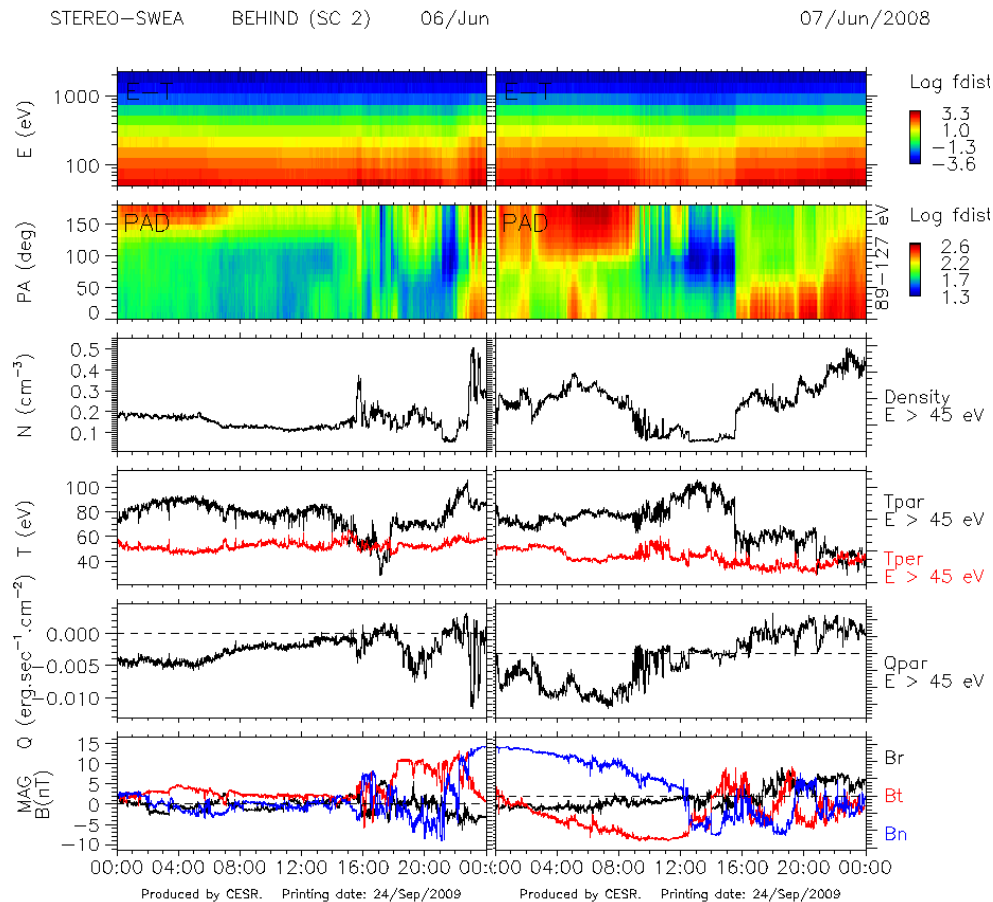 STEREO-SWEA BEHIND (SC 2) 06/Jun 07/Jun/2008
E-T E-T
E (eV) 1000 100
Log fdist
3.3
1.0
-1.3
-3.6
PAD PAD
PA (deg) 150 100 50 0
89-127 eV
Log fdist
2.6
2.2
1.7
1.3
N (cm⁻³) 0.5 0.4 0.3 0.2 0.1
Density
E > 45 eV
T (eV) 100 80 60 40
Tpar
E > 45 eV
Tper
E > 45 eV
Q (erg.sec⁻¹.cm⁻²) 0.000 -0.005 -0.010
Qpar
E > 45 eV
MAG
B(nT)
15 10 5 0 -5 -10
Br
Bt
Bn
00:00 04:00 08:00 12:00 16:00 20:00 04:00 08:00 12:00 16:00 20:00 00:00
Produced by CESR. Printing date: 24/Sep/2009 Produced by CESR. Printing date: 24/Sep/2009